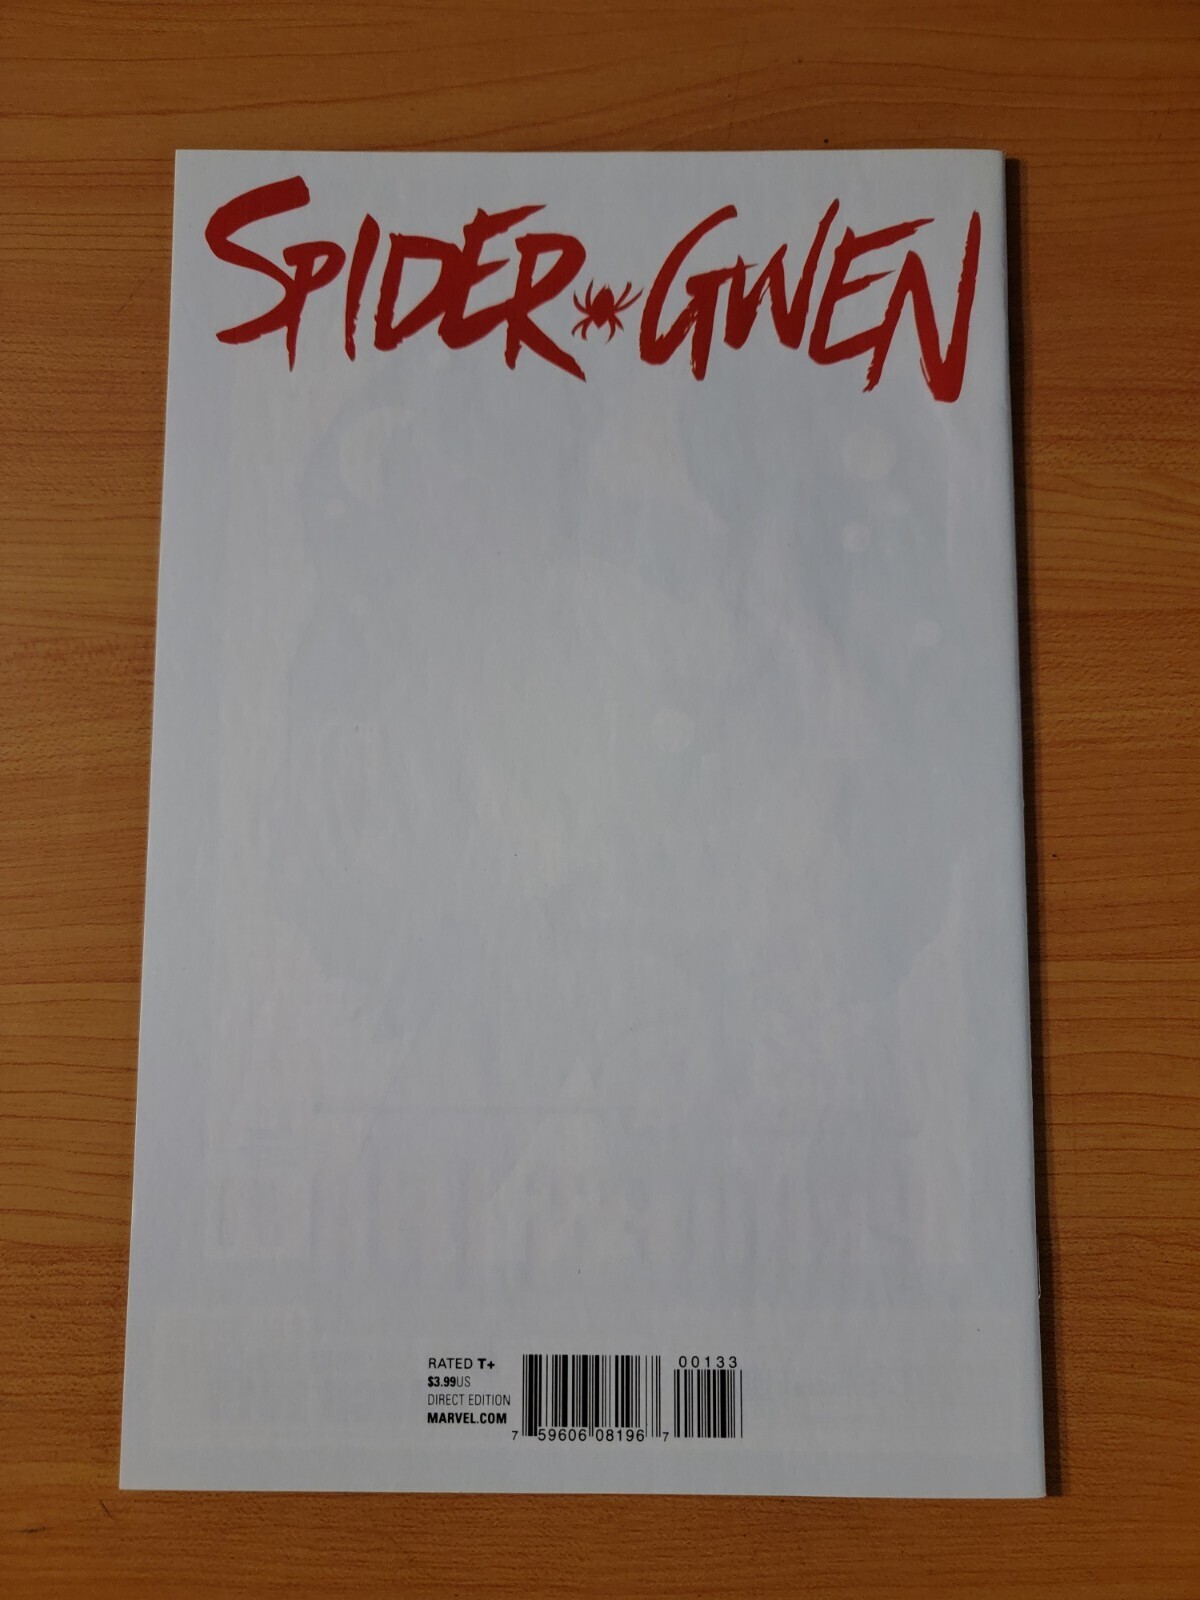 SPIDER GWEN
RATED T+
$3.99US
DIRECT EDITION
MARVEL.COM
00133
7 59606 08196 7